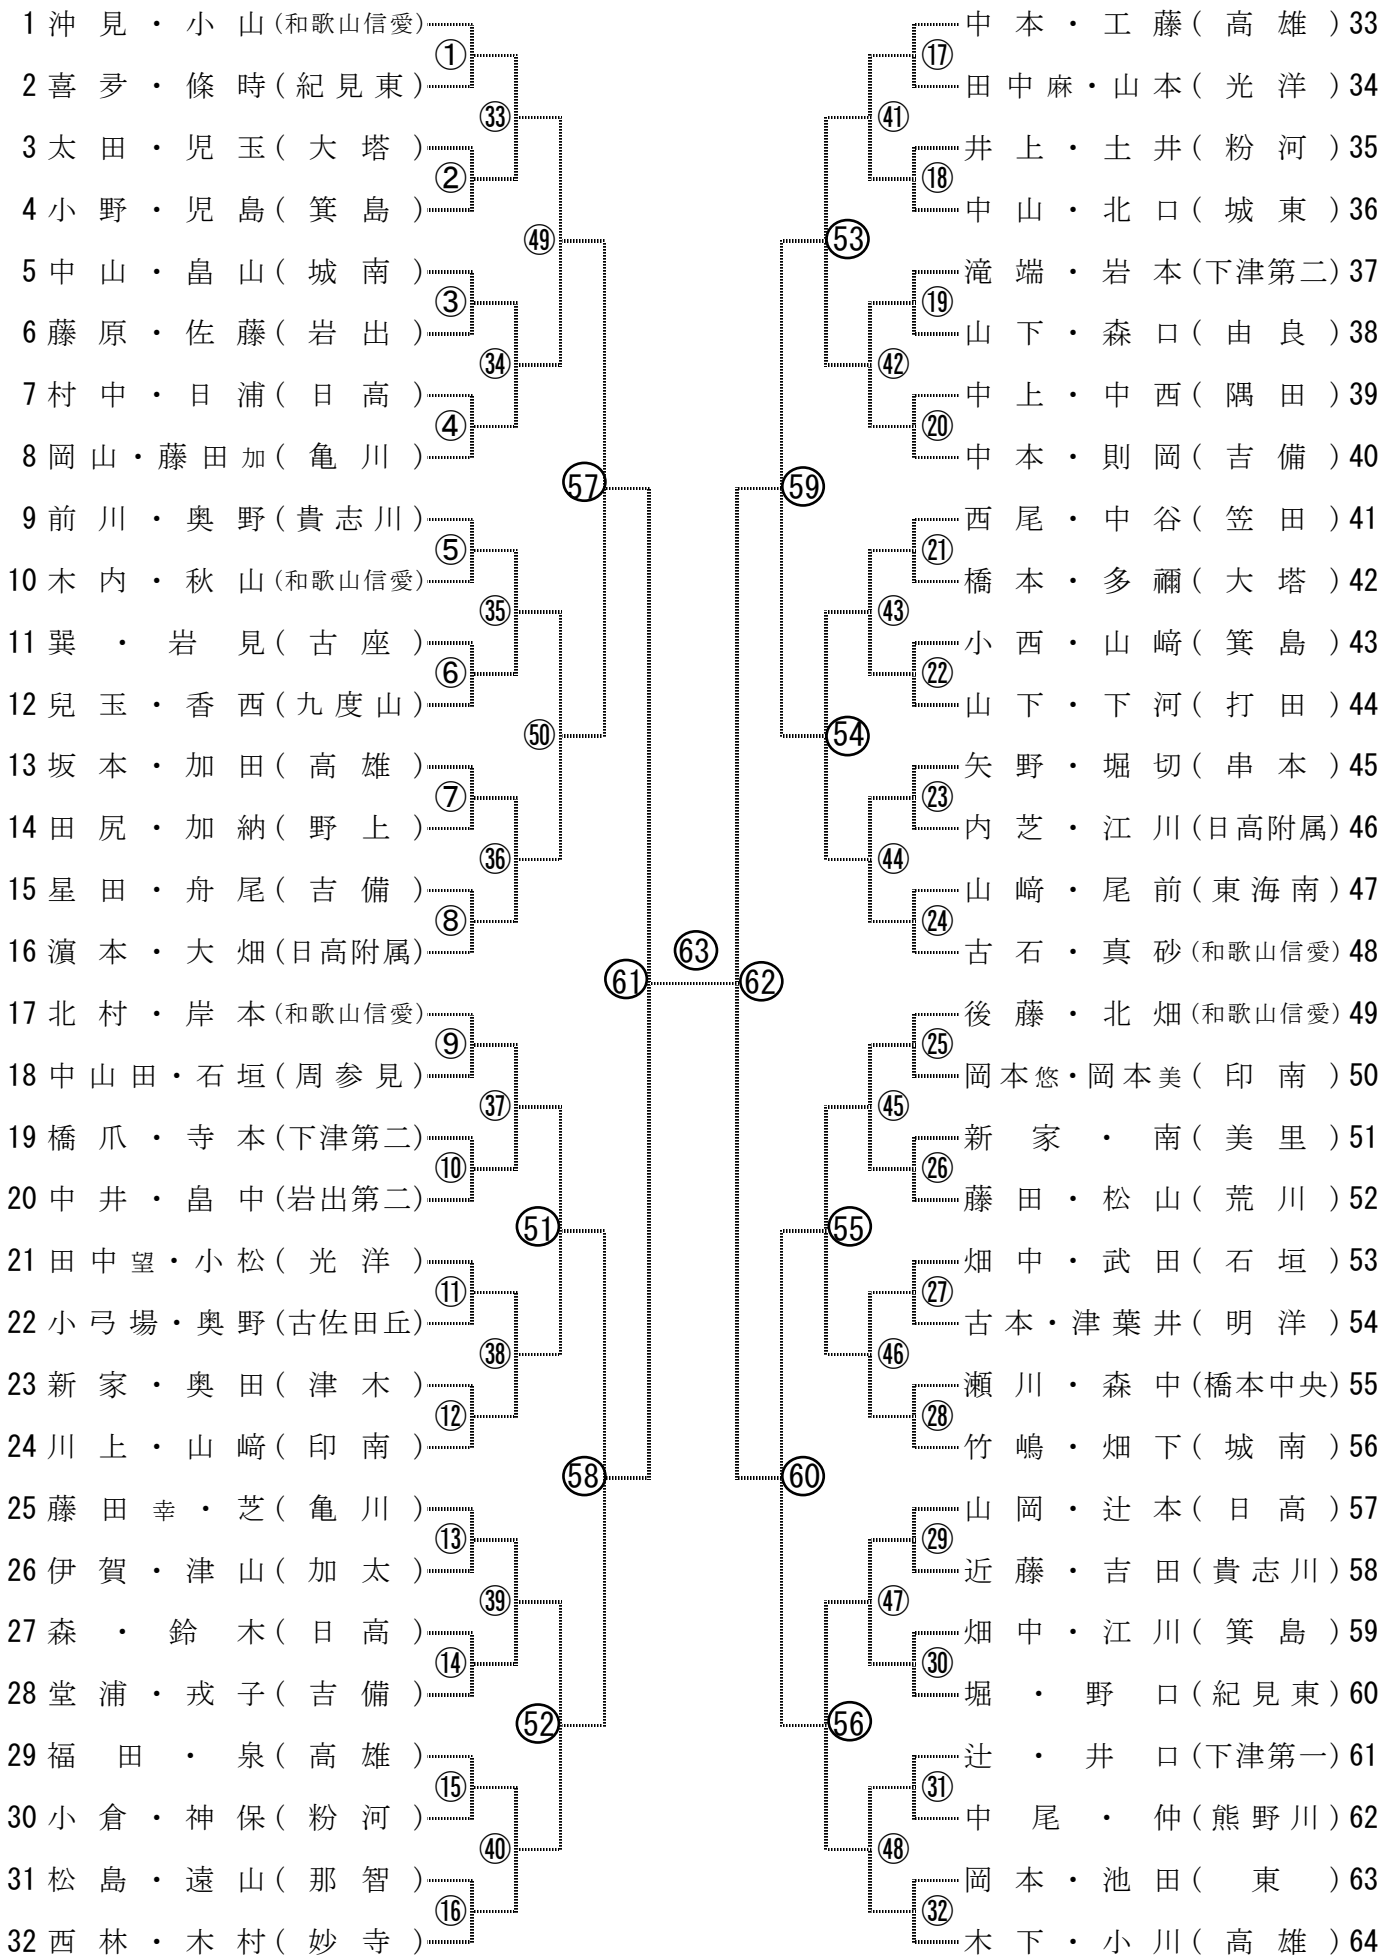 1 沖見・小山(和歌山信愛)
①
2 喜夛・條時(紀見東)
㉝
3 太田・児玉(大塔)
②
4 小野・児島(箕島)
㊾
5 中山・畠山(城南)
③
6 藤原・佐藤(岩出)
㉞
7 村中・日浦(日高)
④
8 岡山・藤田加(亀川)
57
9 前川・奥野(貴志川)
⑤
10 木内・秋山(和歌山信愛)
㉟
11 巽・岩見(古座)
⑥
12 兒玉・香西(九度山)
㊿
13 坂本・加田(高雄)
⑦
14 田尻・加納(野上)
㊱
15 星田・舟尾(吉備)
⑧
16 濵本・大畑(日高附属)
61
17 北村・岸本(和歌山信愛)
⑨
18 中山田・石垣(周参見)
㊲
19 橋爪・寺本(下津第二)
⑩
20 中井・畠中(岩出第二)
51
21 田中望・小松(光洋)
⑪
22 小弓場・奥野(古佐田丘)
㊳
23 新家・奥田(津木)
⑫
24 川上・山﨑(印南)
58
25 藤田幸・芝(亀川)
⑬
26 伊賀・津山(加太)
㊴
27 森・鈴木(日高)
⑭
28 堂浦・戎子(吉備)
52
29 福田・泉(高雄)
⑮
30 小倉・神保(粉河)
㊵
31 松島・遠山(那智)
⑯
32 西林・木村(妙寺)
63
中本・工藤(高雄)33
⑰
田中麻・山本(光洋)34
㊶
井上・土井(粉河)35
⑱
中山・北口(城東)36
53
滝端・岩本(下津第二)37
⑲
山下・森口(由良)38
㊷
中上・中西(隅田)39
⑳
中本・則岡(吉備)40
59
西尾・中谷(笠田)41
㉑
橋本・多禰(大塔)42
㊸
小西・山﨑(箕島)43
㉒
山下・下河(打田)44
54
矢野・堀切(串本)45
㉓
内芝・江川(日高附属)46
㊹
山﨑・尾前(東海南)47
㉔
古石・真砂(和歌山信愛)48
62
後藤・北畑(和歌山信愛)49
㉕
岡本悠・岡本美(印南)50
㊺
新家・南(美里)51
㉖
藤田・松山(荒川)52
55
畑中・武田(石垣)53
㉗
古本・津葉井(明洋)54
㊻
瀬川・森中(橋本中央)55
㉘
竹嶋・畑下(城南)56
60
山岡・辻本(日高)57
㉙
近藤・吉田(貴志川)58
㊼
畑中・江川(箕島)59
㉚
堀・野口(紀見東)60
56
辻・井口(下津第一)61
㉛
中尾・仲(熊野川)62
㊽
岡本・池田(東)63
㉜
木下・小川(高雄)64